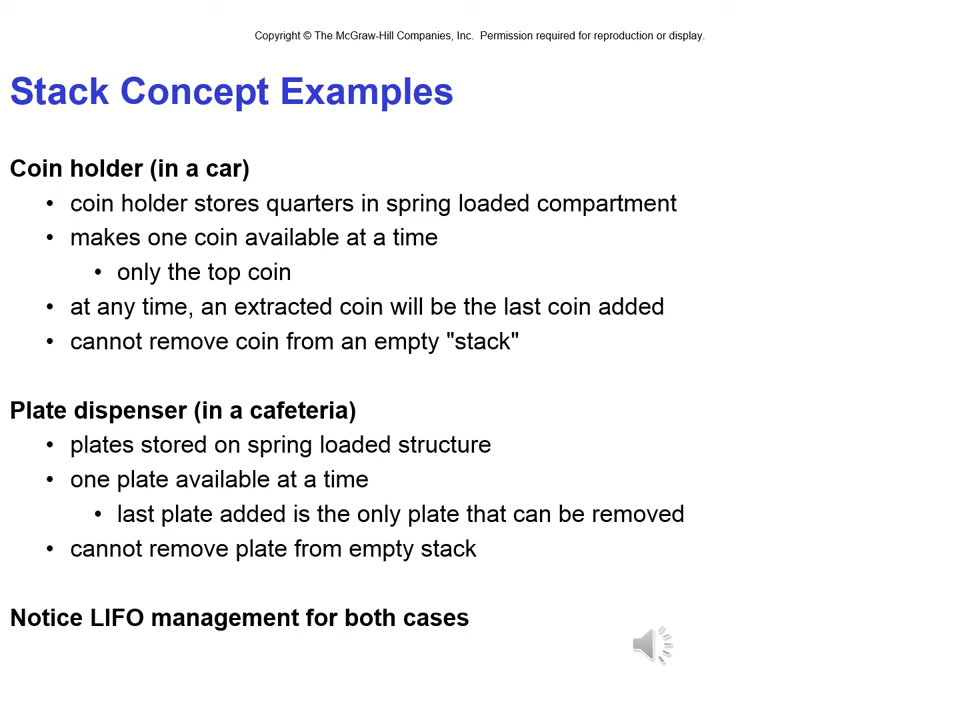 Copyright © The McGraw-Hill Companies, Inc.  Permission required for reproduction or display.
Stack Concept Examples
Coin holder (in a car)
• coin holder stores quarters in spring loaded compartment
• makes one coin available at a time
• only the top coin
• at any time, an extracted coin will be the last coin added
• cannot remove coin from an empty "stack"
Plate dispenser (in a cafeteria)
• plates stored on spring loaded structure
• one plate available at a time
• last plate added is the only plate that can be removed
• cannot remove plate from empty stack
Notice LIFO management for both cases